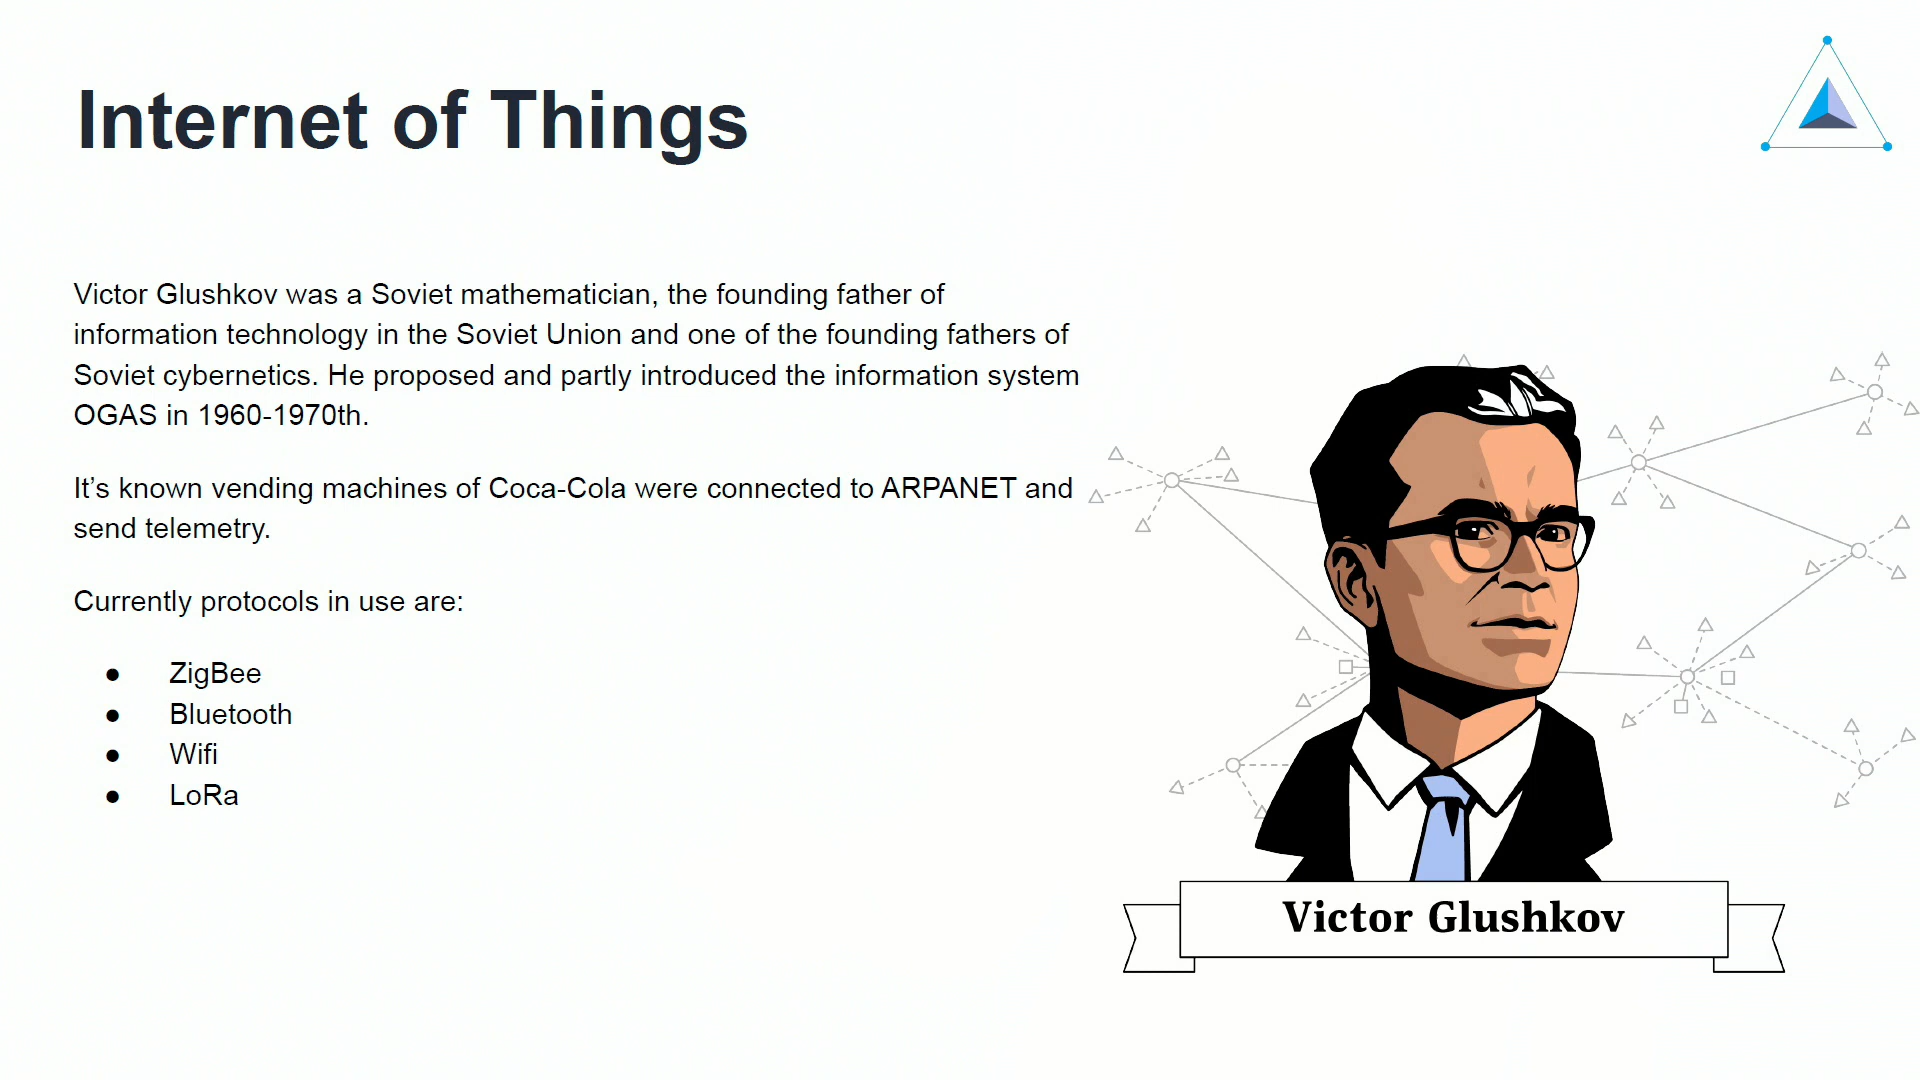 Internet of Things
Victor Glushkov was a Soviet mathematician, the founding father of
information technology in the Soviet Union and one of the founding fathers of
Soviet cybernetics. He proposed and partly introduced the information system
OGAS in 1960-1970th.
It’s known vending machines of Coca-Cola were connected to ARPANET and
send telemetry.
Currently protocols in use are:
● ZigBee
● Bluetooth
● Wifi
● LoRa
Victor Glushkov